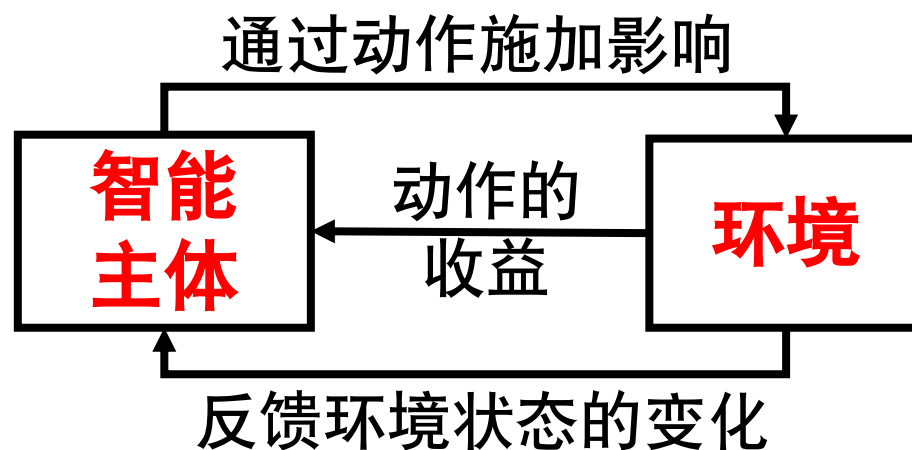 通过动作施加影响
智能
主体
动作的
收益
环境
反馈环境状态的变化